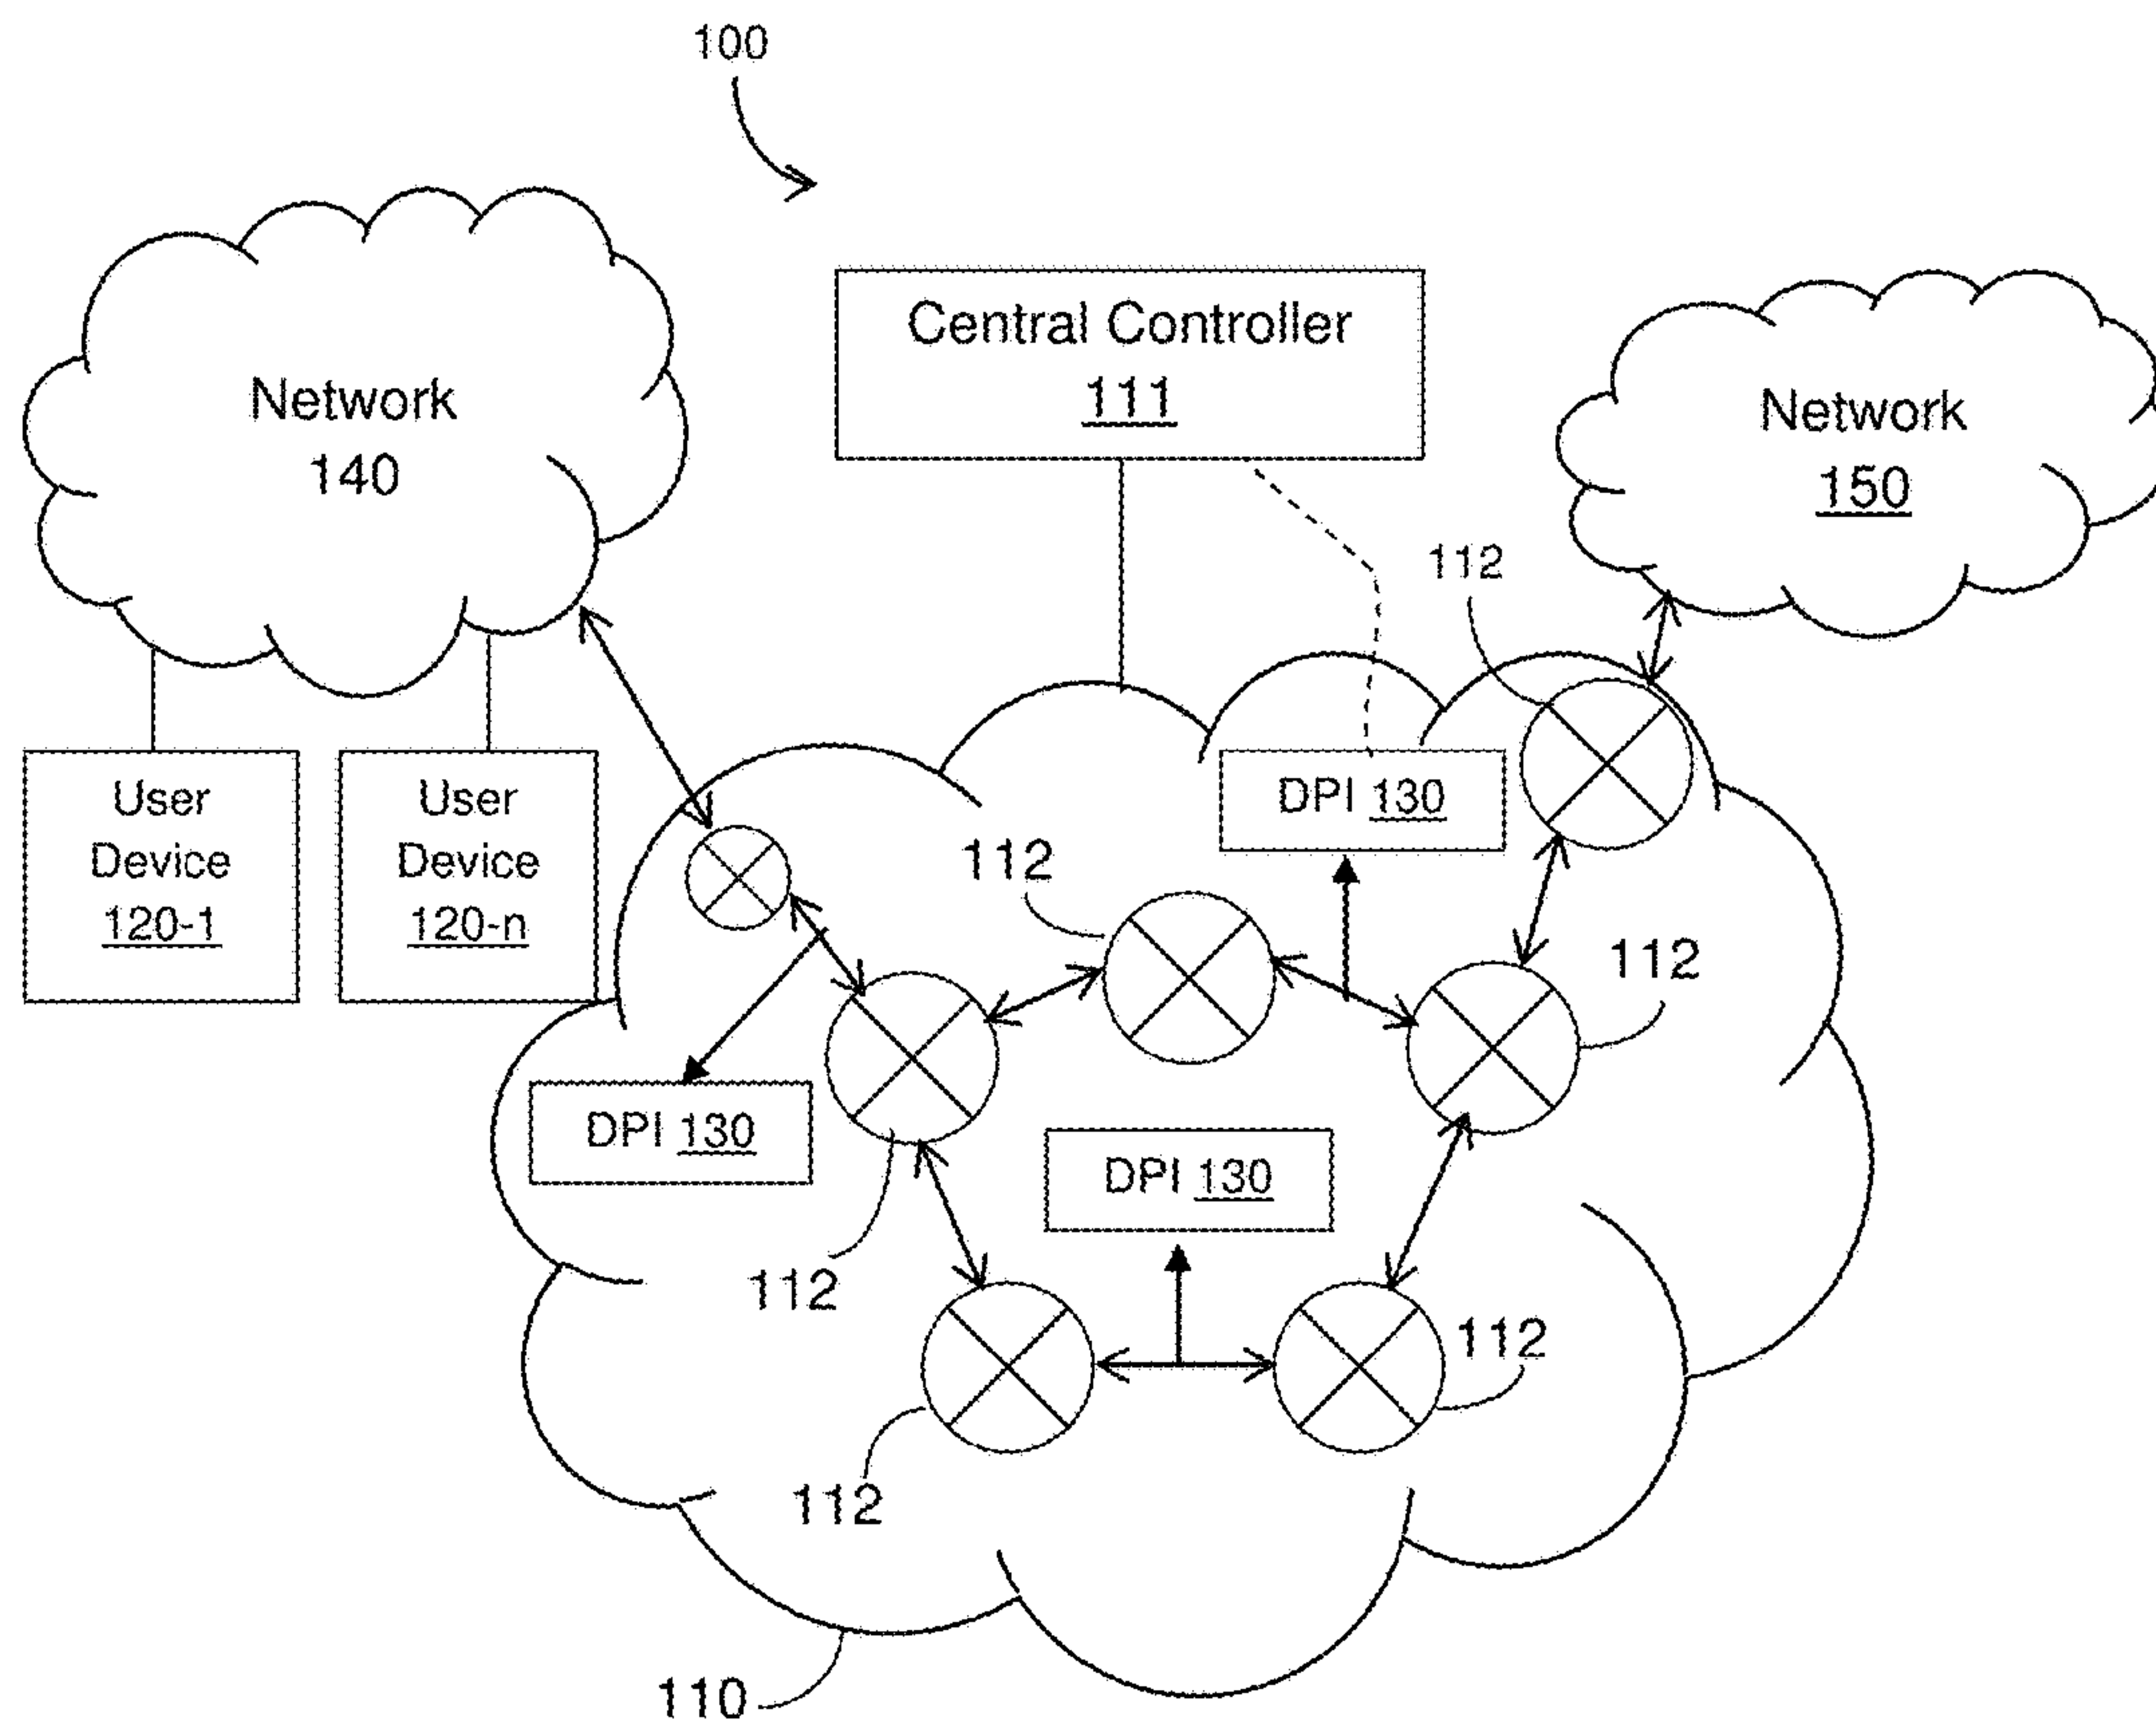 100
Central Controller
111
Network
140
Network
150
112
User
Device
120-1
User
Device
120-n
DPI 130
112
112
DPI 130
DPI 130
112
112
112
110